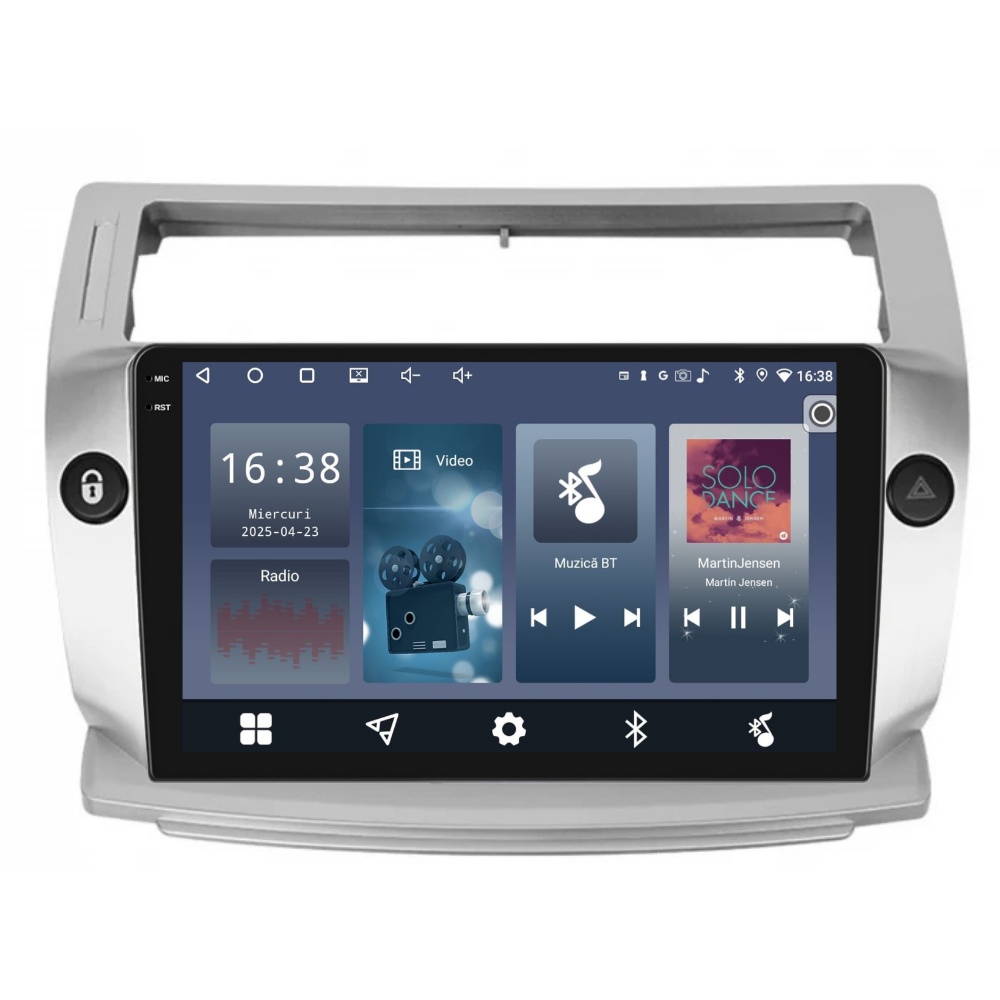 MIC
RST
16:38
16:38
Miercuri
2025-04-23
Radio
Video
Muzică BT
SOLO
DANCE
MARTIN JENSEN
MartinJensen
Martin Jensen